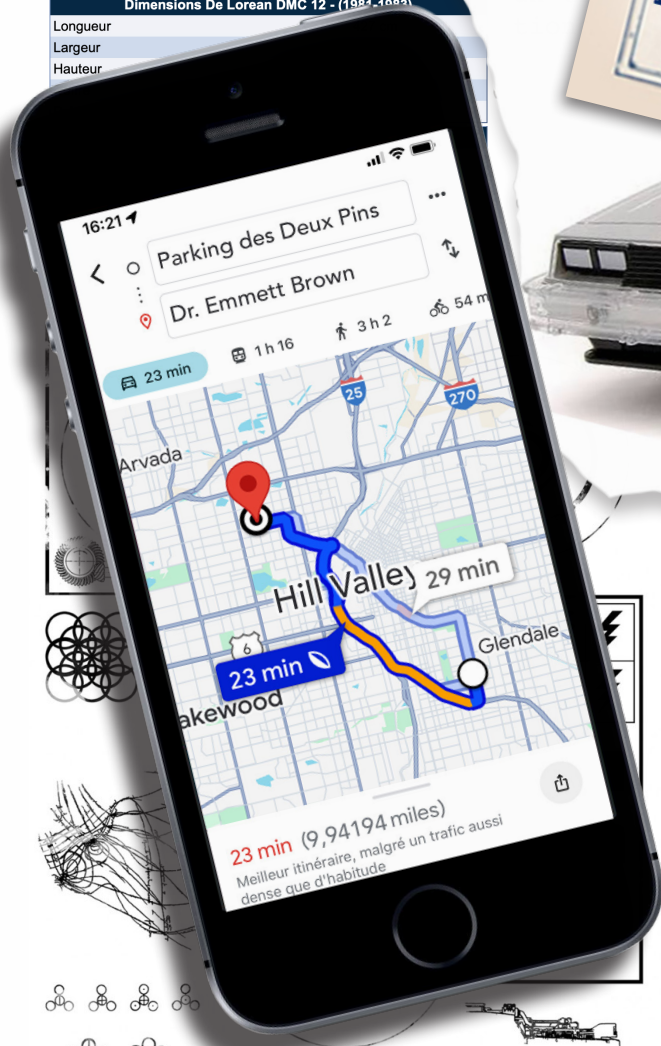 Dimensions De Lorean DMC 12 - (1981-1983)
Longueur
Largeur
Hauteur
16:21
Parking des Deux Pins
Dr. Emmett Brown
23 min
1 h 16
3 h 2
54 m
25
270
Arvada
Hill Valley
29 min
6
Glendale
23 min
akewood
23 min (9,94194 miles)
Meilleur itinéraire, malgré un trafic aussi
dense que d'habitude